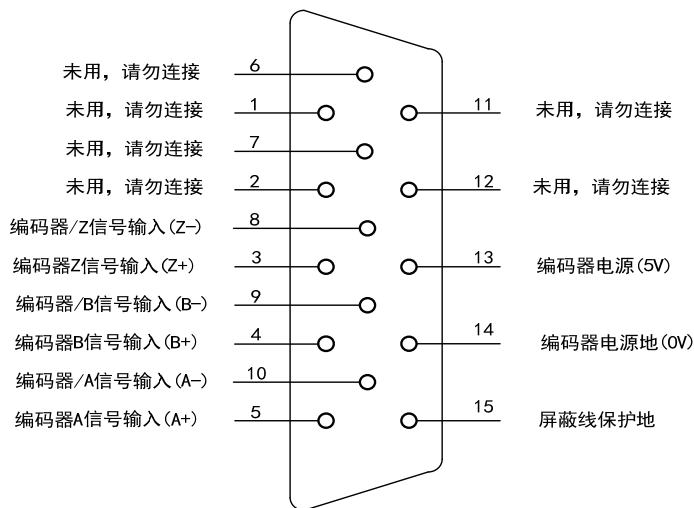 未用，请勿连接 6
未用，请勿连接 1
11 未用，请勿连接
未用，请勿连接 7
未用，请勿连接 2
12 未用，请勿连接
编码器/Z信号输入(Z-) 8
编码器Z信号输入(Z+) 3
13 编码器电源(5V)
编码器/B信号输入(B-) 9
编码器B信号输入(B+) 4
14 编码器电源地(0V)
编码器/A信号输入(A-) 10
编码器A信号输入(A+) 5
15 屏蔽线保护地